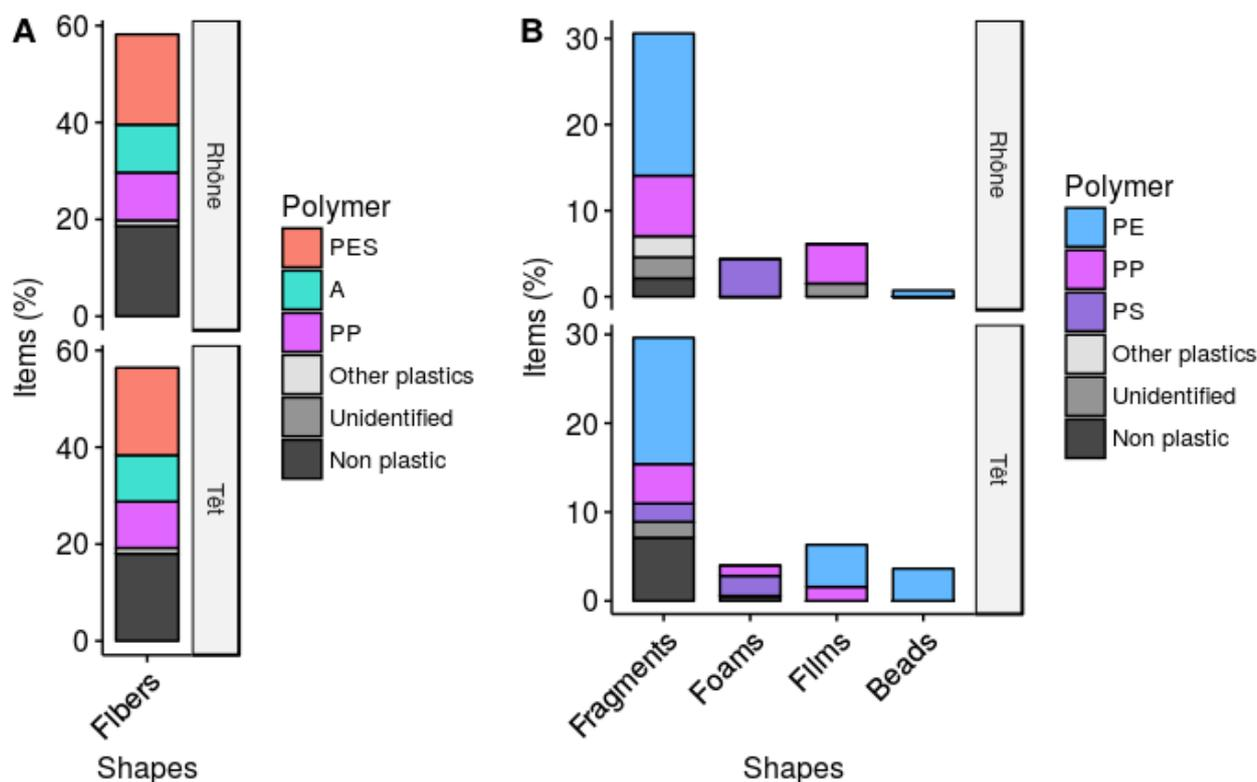 A
Items (%)
60
40
20
0
Rhône
60
40
20
0
Têt
Fibers
Shapes
Polymer
PES
A
PP
Other plastics
Unidentified
Non plastic
B
Items (%)
30
20
10
0
Rhône
30
20
10
0
Têt
Fragments
Foams
Films
Beads
Shapes
Polymer
PE
PP
PS
Other plastics
Unidentified
Non plastic